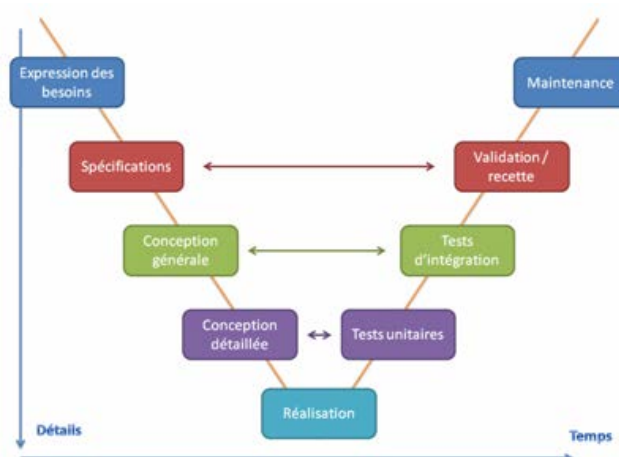 Expression des
besoins
Maintenance
Spécifications
Validation /
recette
Conception
générale
Tests
d'intégration
Conception
détaillée
Tests unitaires
Réalisation
Détails
Temps